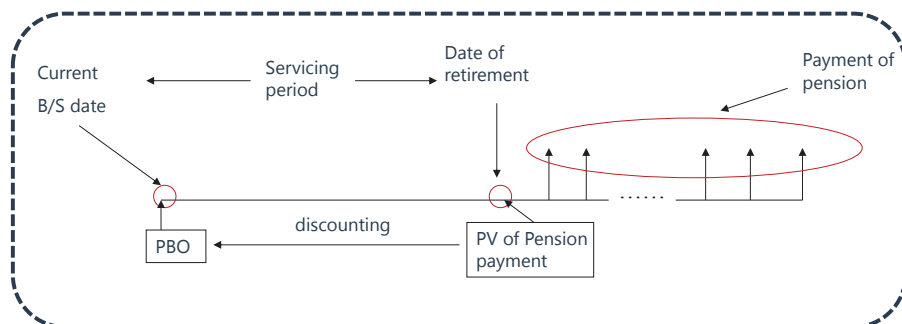 Current
B/S date
Servicing
period
Date of
retirement
Payment of
pension
......
discounting
PBO
PV of Pension
payment